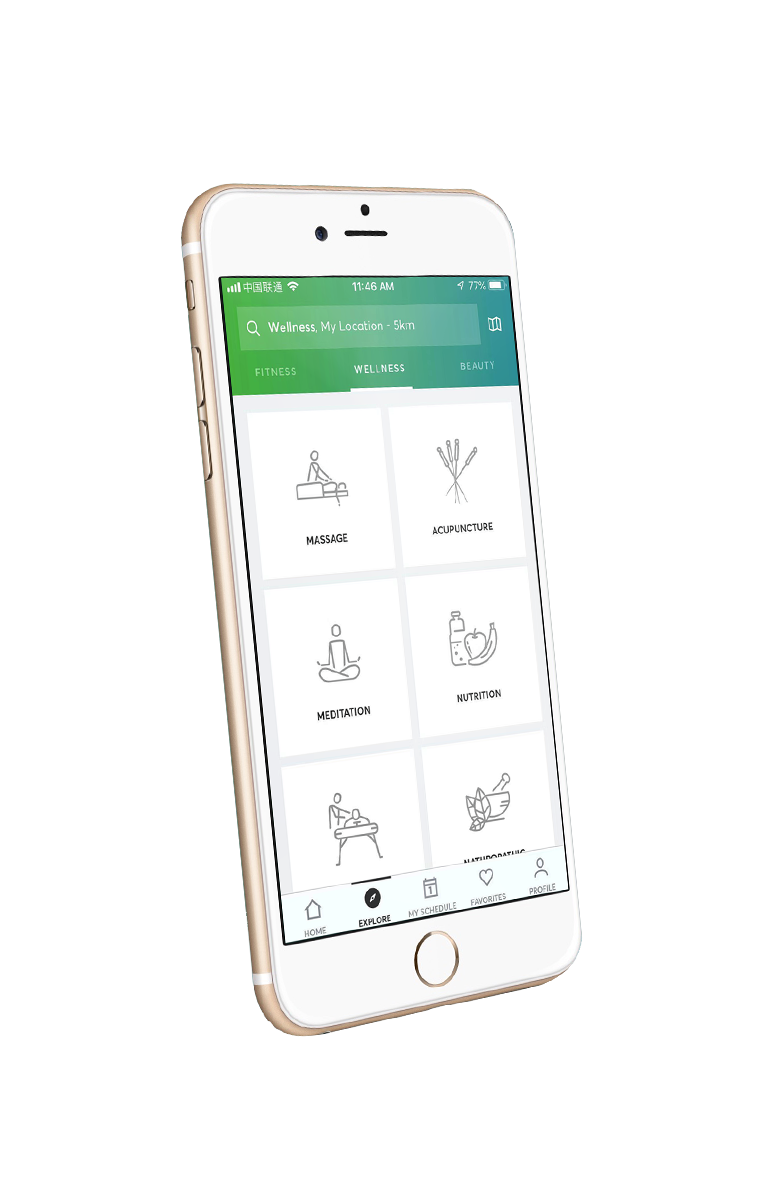 中国联通 11:46 AM 77%
Wellness, My Location - 5km
FITNESS WELLNESS BEAUTY
MASSAGE ACUPUNCTURE
MEDITATION NUTRITION
NATUROPATHIC
1
HOME EXPLORE MY SCHEDULE FAVORITES PROFILE